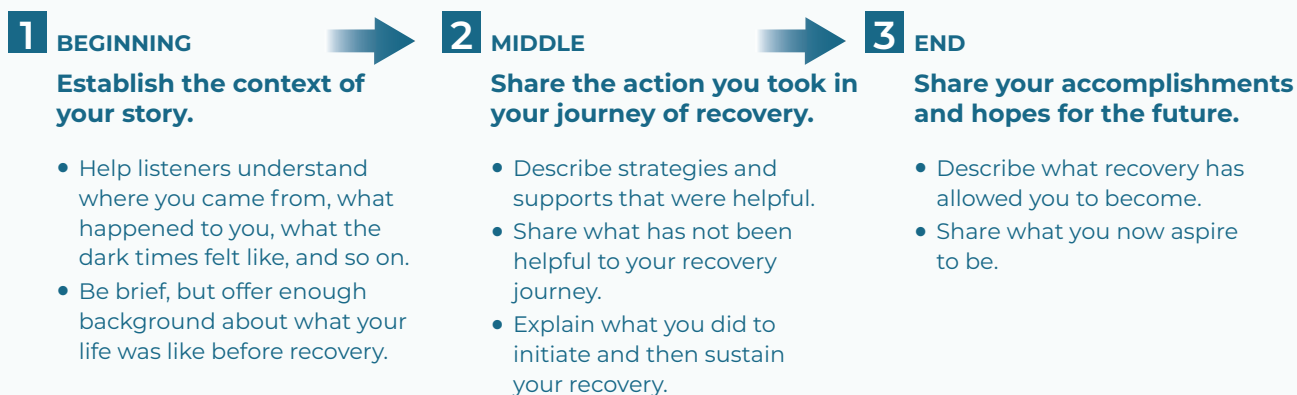 1 BEGINNING
Establish the context of
your story.
• Help listeners understand
where you came from, what
happened to you, what the
dark times felt like, and so on.
• Be brief, but offer enough
background about what your
life was like before recovery.
2 MIDDLE
Share the action you took in
your journey of recovery.
• Describe strategies and
supports that were helpful.
• Share what has not been
helpful to your recovery
journey.
• Explain what you did to
initiate and then sustain
your recovery.
3 END
Share your accomplishments
and hopes for the future.
• Describe what recovery has
allowed you to become.
• Share what you now aspire
to be.